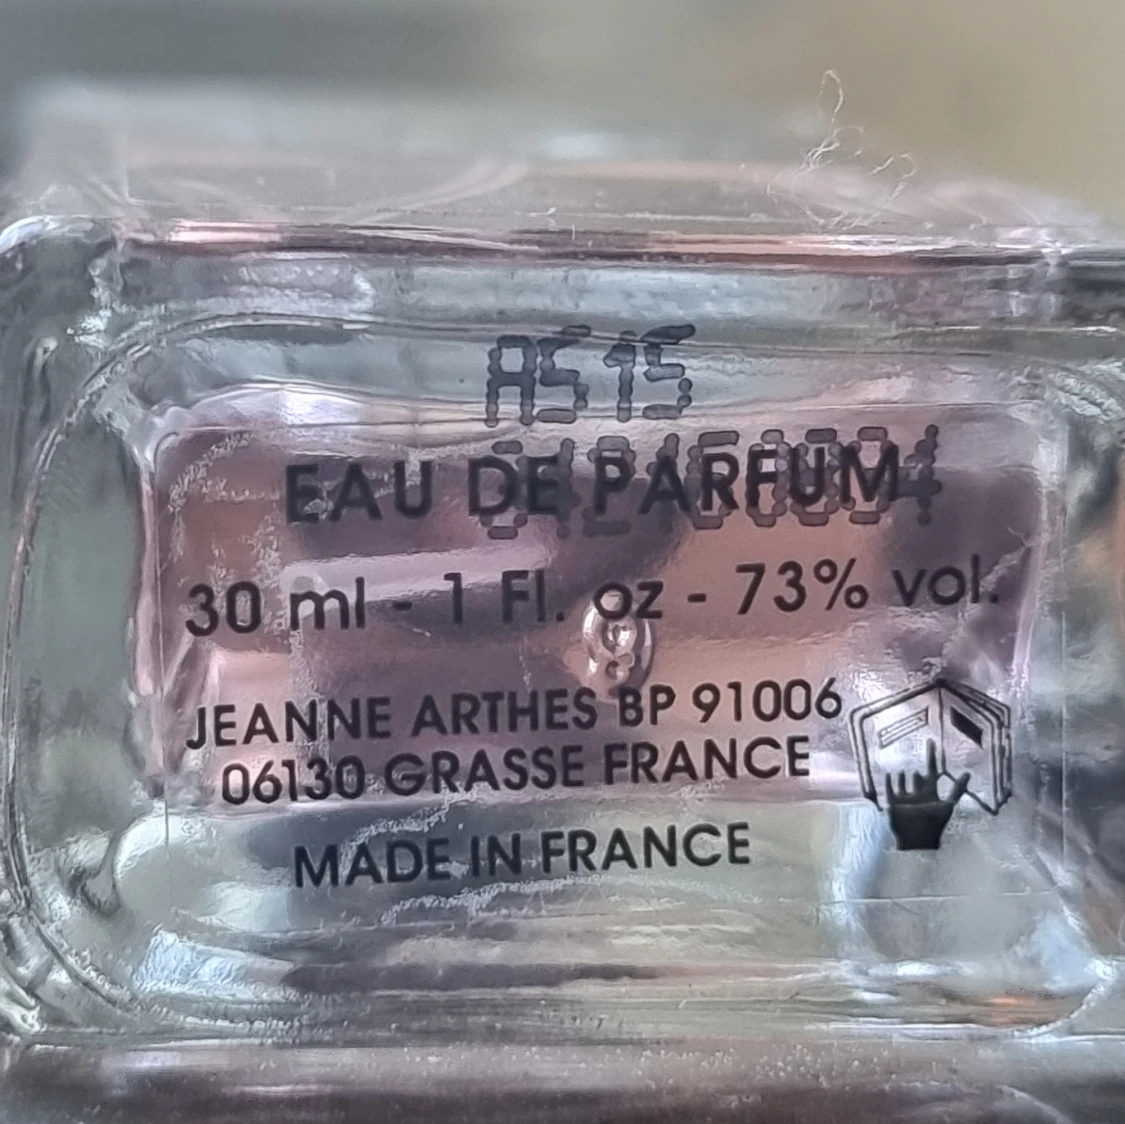 A515
EAU DE PARFUM
30 ml - 1 Fl. oz - 73% vol.
JEANNE ARTHES BP 91006
06130 GRASSE FRANCE
MADE IN FRANCE